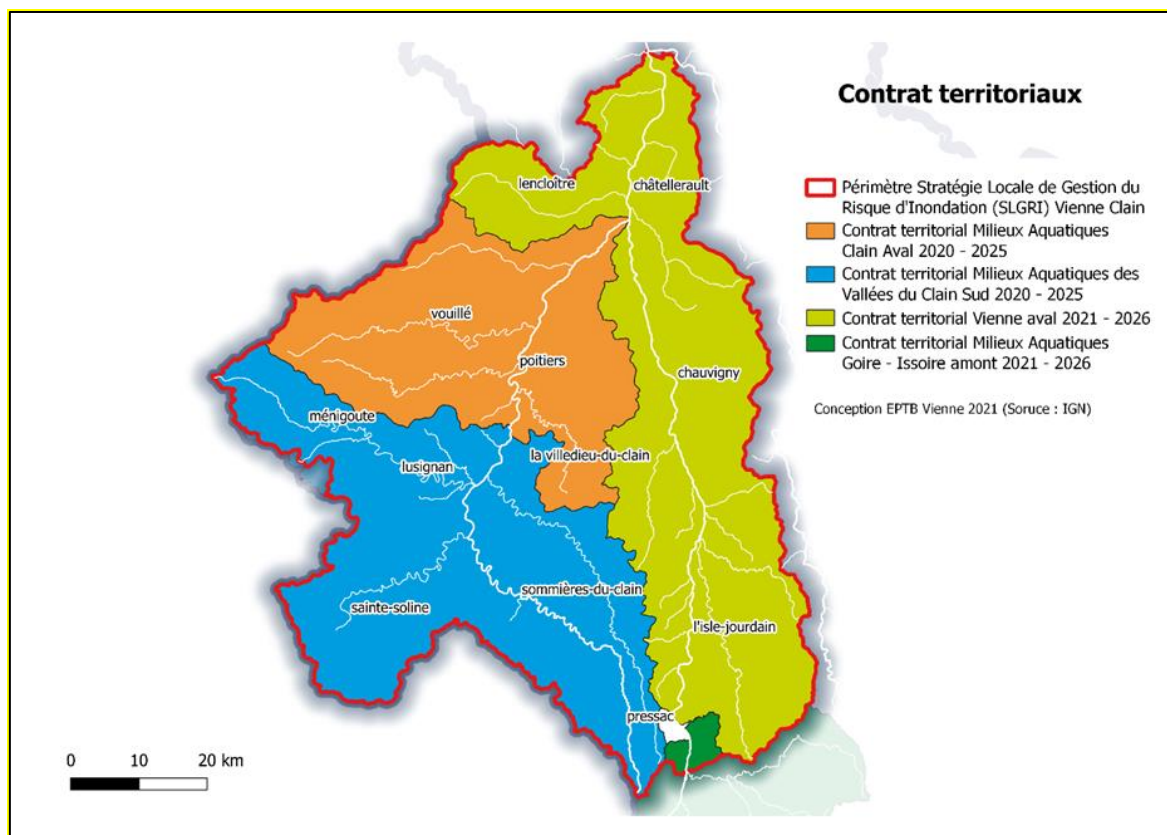 Contrat territoriaux
Périmètre Stratégie Locale de Gestion du
Risque d'Inondation (SLGRI) Vienne Clain
Contrat territorial Milieux Aquatiques
Clain Aval 2020 - 2025
Contrat territorial Milieux Aquatiques des
Vallées du Clain Sud 2020 - 2025
Contrat territorial Vienne aval 2021 - 2026
Contrat territorial Milieux Aquatiques
Goire - Issoire amont 2021 - 2026
Conception EPTB Vienne 2021 (Soruce : IGN)
lencloître
châtellerault
vouillé
poitiers
chauvigny
ménigoute
lusignan
la villedieu-du-clain
sainte-soline
sommières-du-clain
l'isle-jourdain
pressac
0 10 20 km